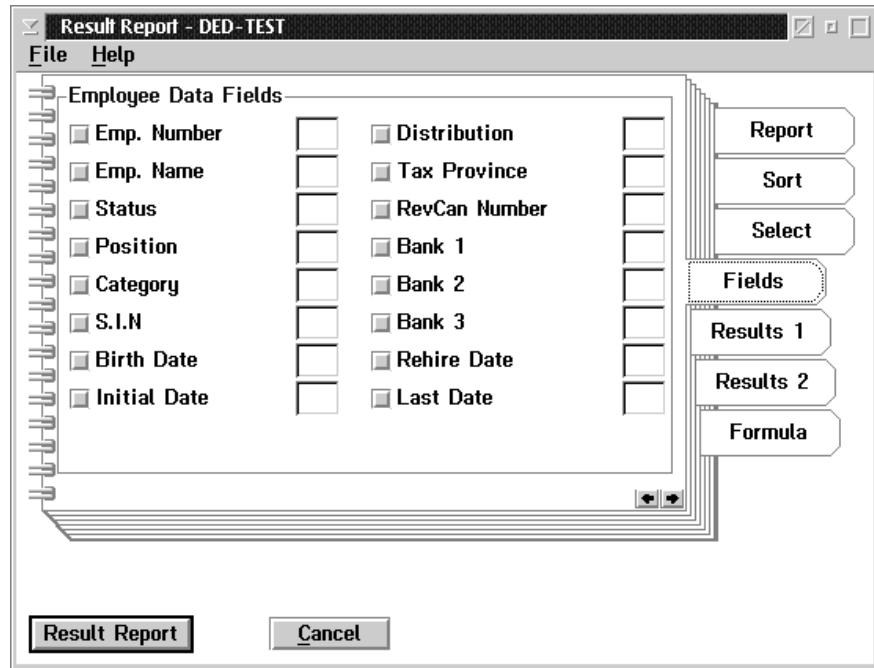 Result Report - DED-TEST
File Help
Employee Data Fields
Emp. Number Distribution
Emp. Name Tax Province
Status RevCan Number
Position Bank 1
Category Bank 2
S.I.N Bank 3
Birth Date Rehire Date
Initial Date Last Date
Report
Sort
Select
Fields
Results 1
Results 2
Formula
Result Report Cancel